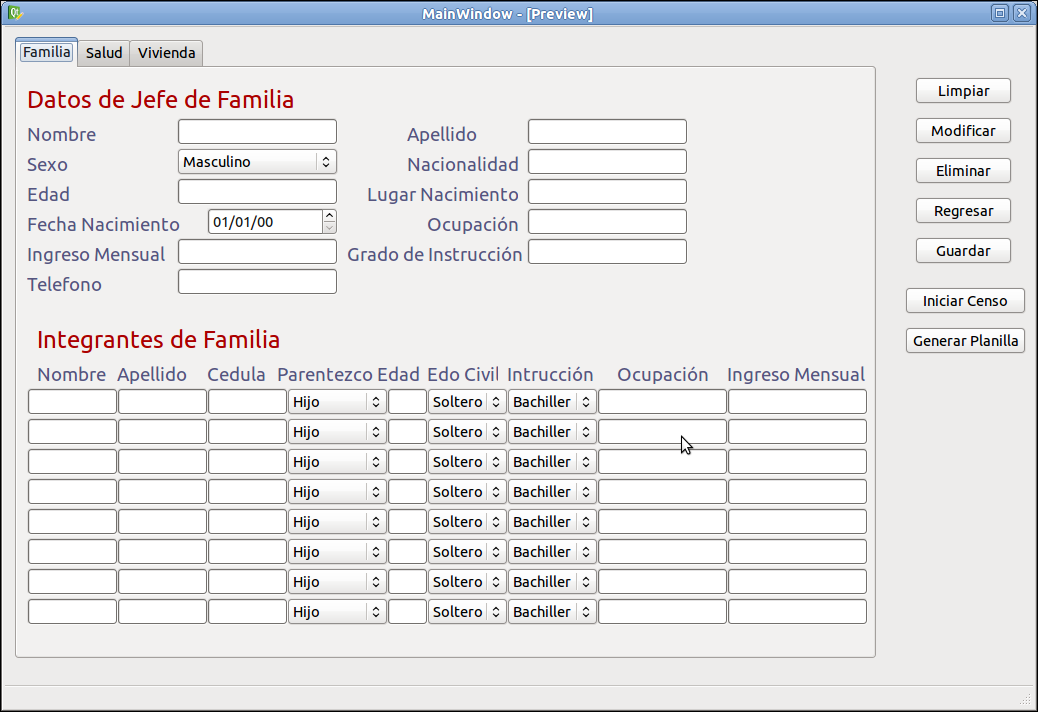 MainWindow - [Preview]
Familia Salud Vivienda
Datos de Jefe de Familia
Nombre Apellido
Sexo Masculino Nacionalidad
Edad Lugar Nacimiento
Fecha Nacimiento 01/01/00 Ocupación
Ingreso Mensual Grado de Instrucción
Telefono
Integrantes de Familia
Nombre Apellido Cedula Parentezco Edad Edo Civil Intrucción Ocupación Ingreso Mensual
Hijo Soltero Bachiller
Hijo Soltero Bachiller
Hijo Soltero Bachiller
Hijo Soltero Bachiller
Hijo Soltero Bachiller
Hijo Soltero Bachiller
Hijo Soltero Bachiller
Hijo Soltero Bachiller
Limpiar
Modificar
Eliminar
Regresar
Guardar
Iniciar Censo
Generar Planilla